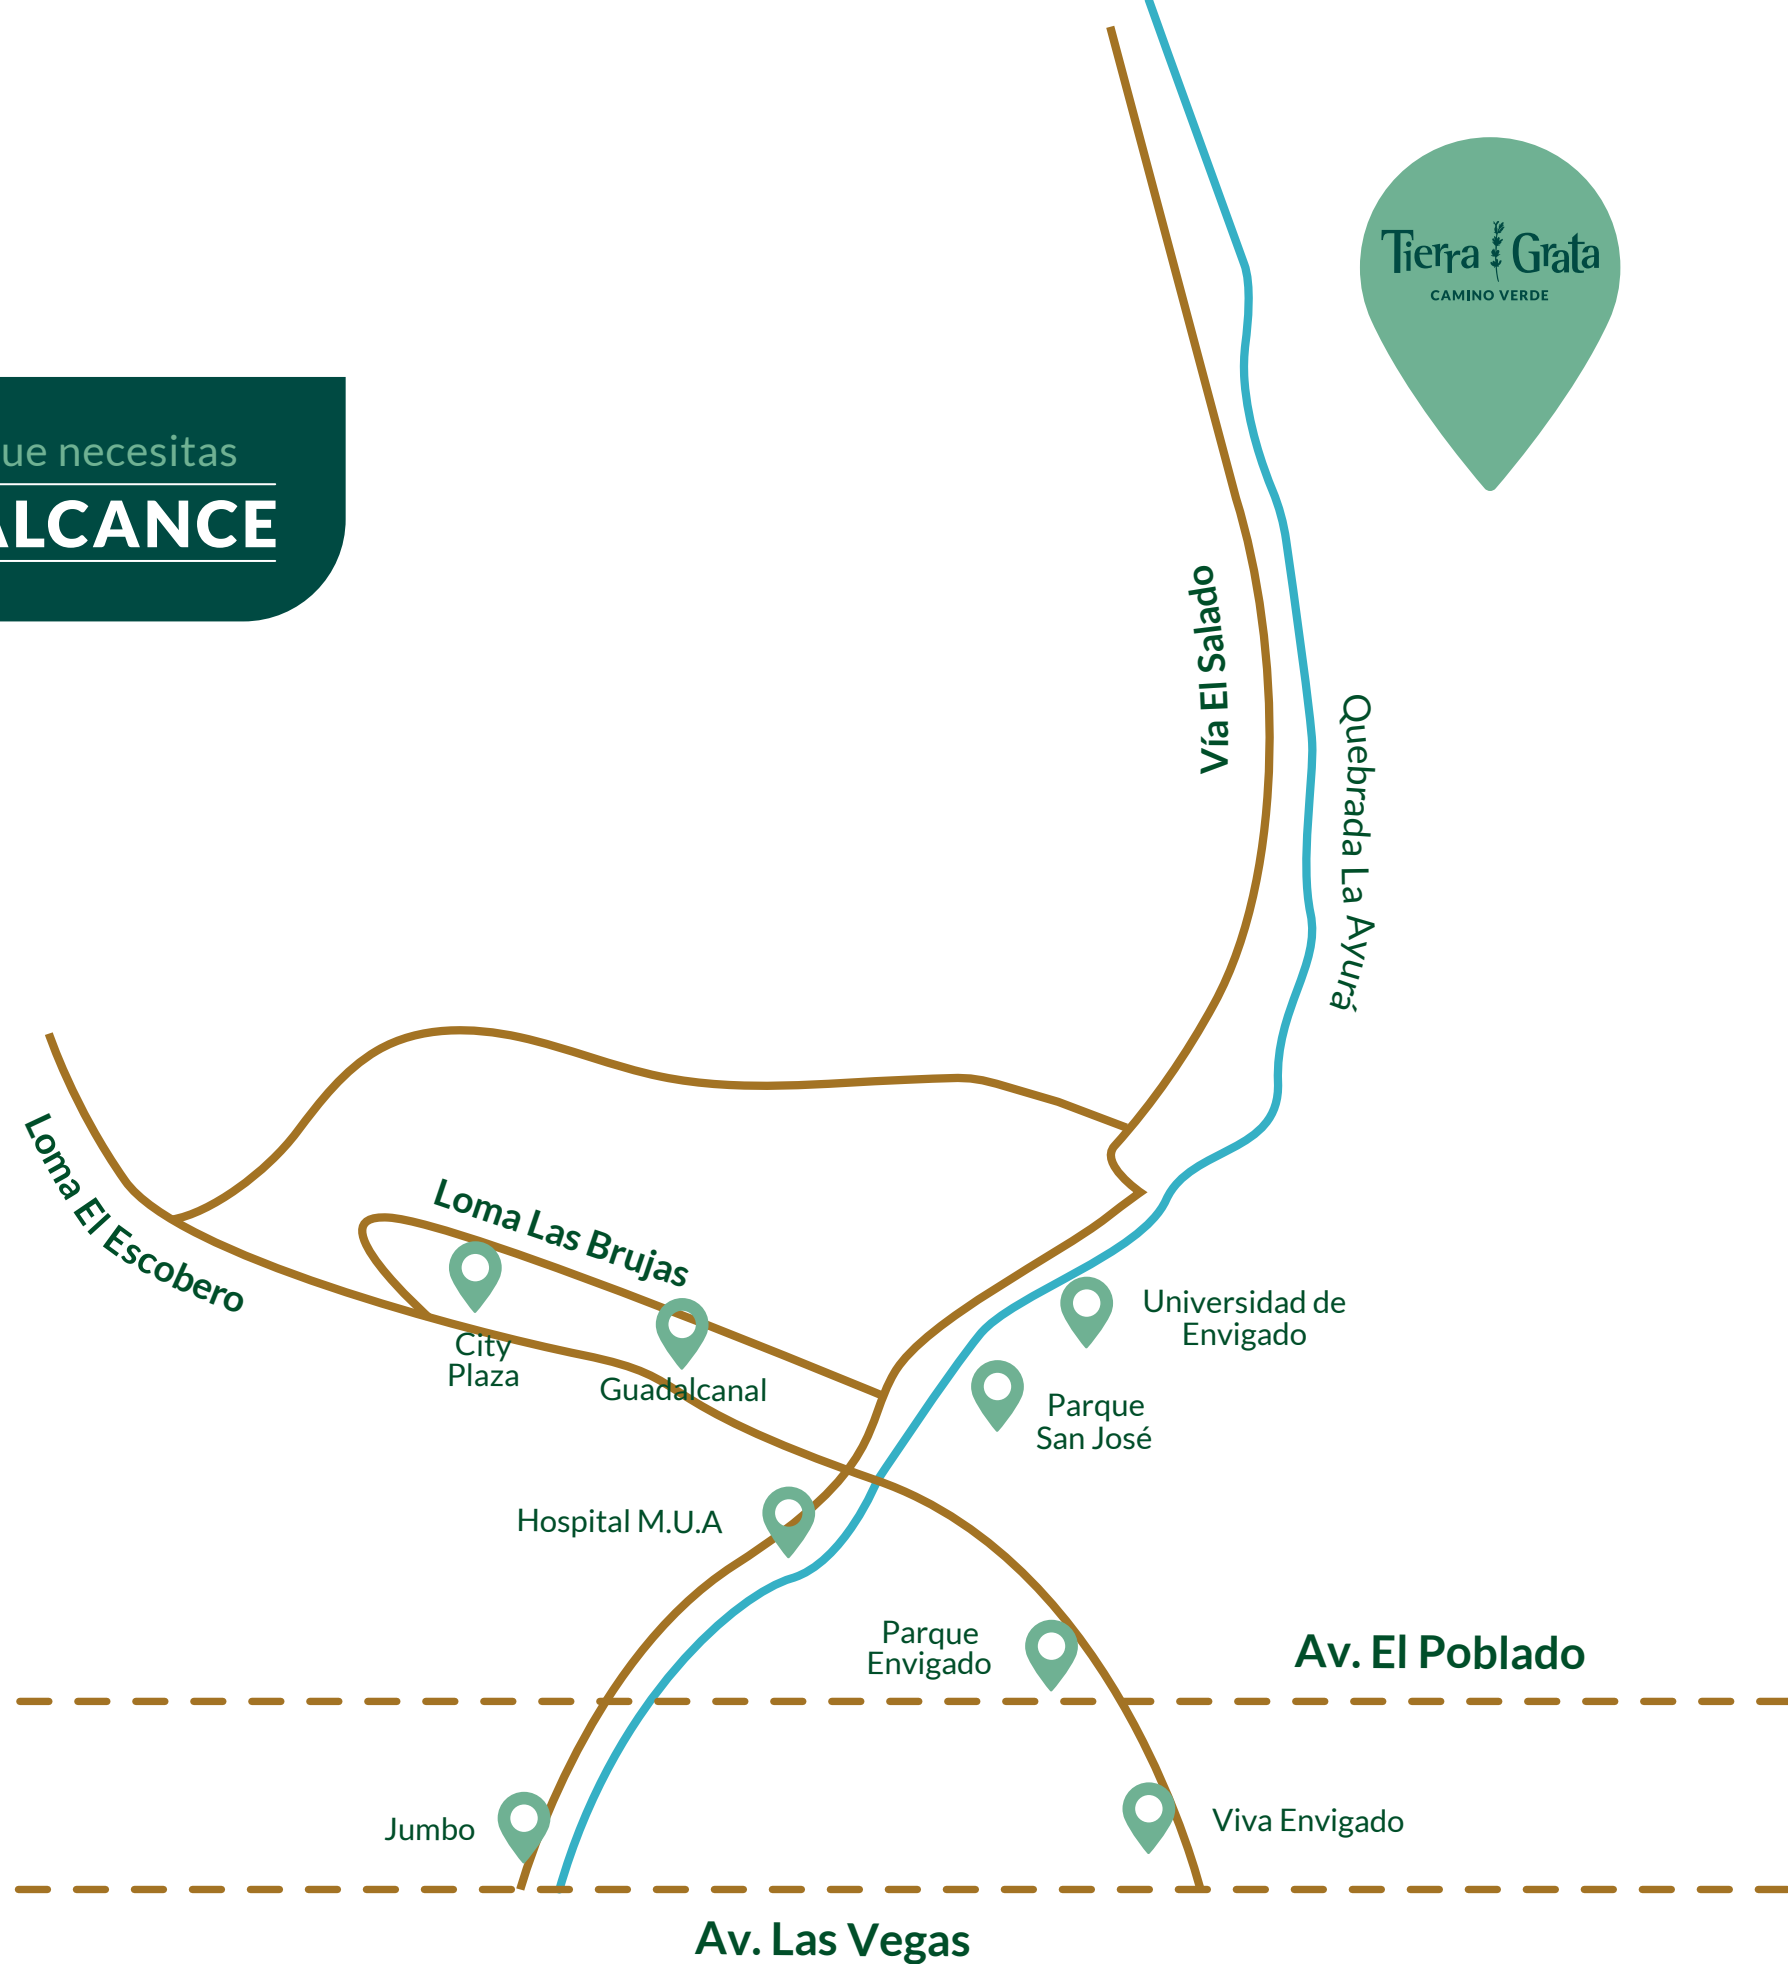 Tierra Grata
CAMINO VERDE
ue necesitas
ALCANCE
Vía El Salado
Quebrada La Ayurá
Loma El Escobero
Loma Las Brujas
City
Plaza
Guadalcanal
Universidad de
Envigado
Parque
San José
Hospital M.U.A
Parque
Envigado
Av. El Poblado
Jumbo
Viva Envigado
Av. Las Vegas